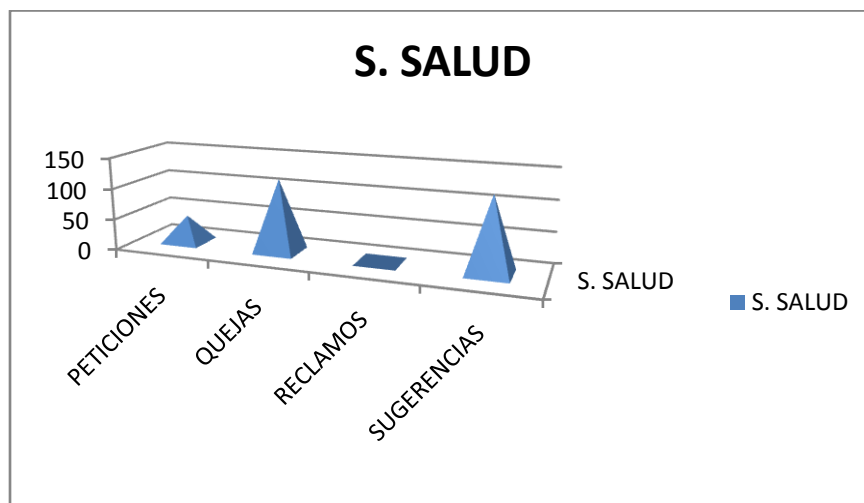 S. SALUD
150
100
50
0
PETICIONES
QUEJAS
RECLAMOS
SUGERENCIAS
S. SALUD
S. SALUD